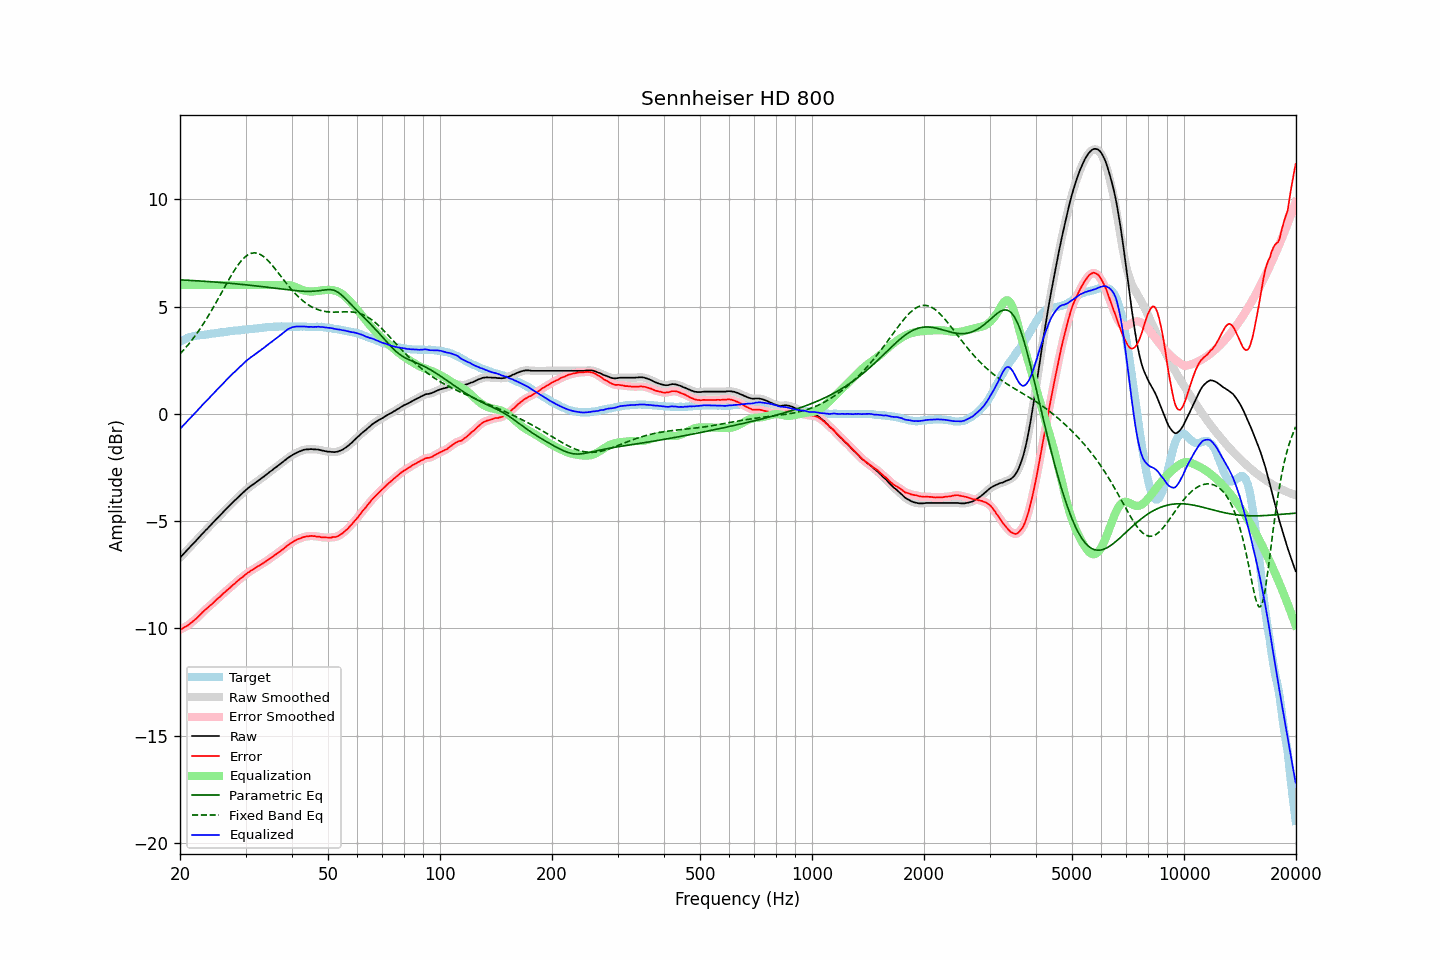 Sennheiser HD 800
Amplitude (dBr)
10
5
0
−5
−10
−15
−20
Target
Raw Smoothed
Error Smoothed
Raw
Error
Equalization
Parametric Eq
Fixed Band Eq
Equalized
20
50
100
200
500
1000
2000
5000
10000
20000
Frequency (Hz)